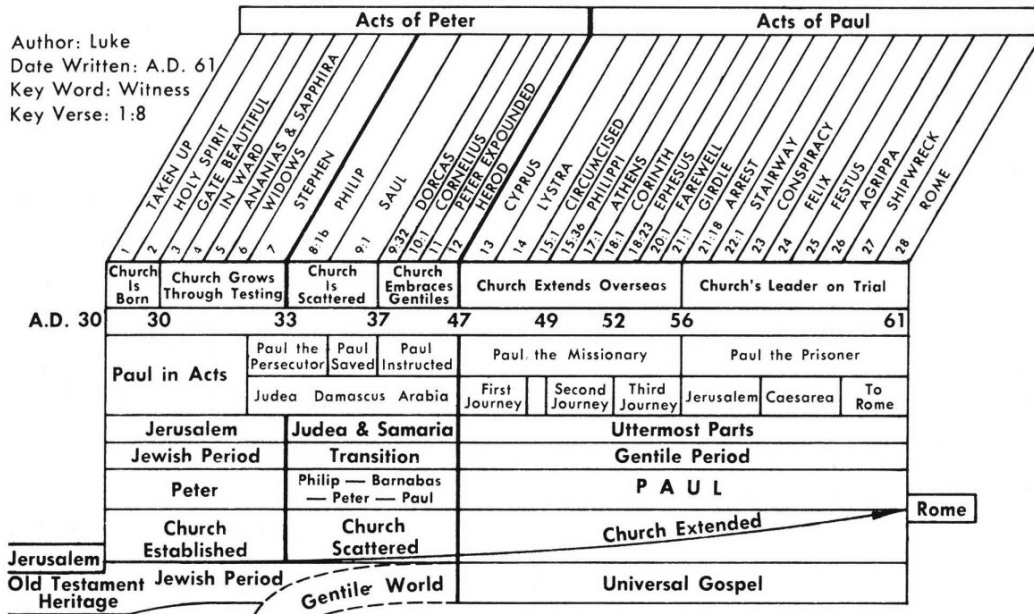 Acts of Peter
Acts of Paul
Author: Luke
Date Written: A.D. 61
Key Word: Witness
Key Verse: 1:8
TAKEN UP
HOLY SPIRIT
GATE BEAUTIFUL
IN WARD
ANANIAS & SAPPHIRA
WIDOWS
STEPHEN
PHILIP
SAUL
DORCAS
CORNELIUS
PETER EXPOUNDED
HEROD
CYPRUS
LYSTRA
CIRCUMCISED
PHILIPPI
ATHENS
CORINTH
EPHESUS
FAREWELL
GIRDLE
ARREST
STAIRWAY
CONSPIRACY
FELIX
FESTUS
AGRIPPA
SHIPWRECK
ROME
1 2 3 4 5 6 7 8:1b 9:1 9:32 10:1 11 12 13 14 15:1 15:36 17:1 18:1 18:23 20:1 21:1 21:18 22:1 23 24 25 26 27 28
Church
Is
Born
Church Grows
Through Testing
Church
Is
Scattered
Church
Embraces
Gentiles
Church Extends Overseas
Church's Leader on Trial
A.D. 30 30 33 37 47 49 52 56 61
Paul in Acts
Paul the
Persecutor
Paul
Saved
Paul
Instructed
Paul the Missionary
Paul the Prisoner
Judea Damascus Arabia
First
Journey
Second
Journey
Third
Journey
Jerusalem
Caesarea
To
Rome
Jerusalem
Judea & Samaria
Uttermost Parts
Jewish Period
Transition
Gentile Period
Peter
Philip — Barnabas
— Peter — Paul
PAUL
Rome
Church
Established
Church
Scattered
Church Extended
Jerusalem
Old Testament
Heritage
Jewish Period
Gentile World
Universal Gospel